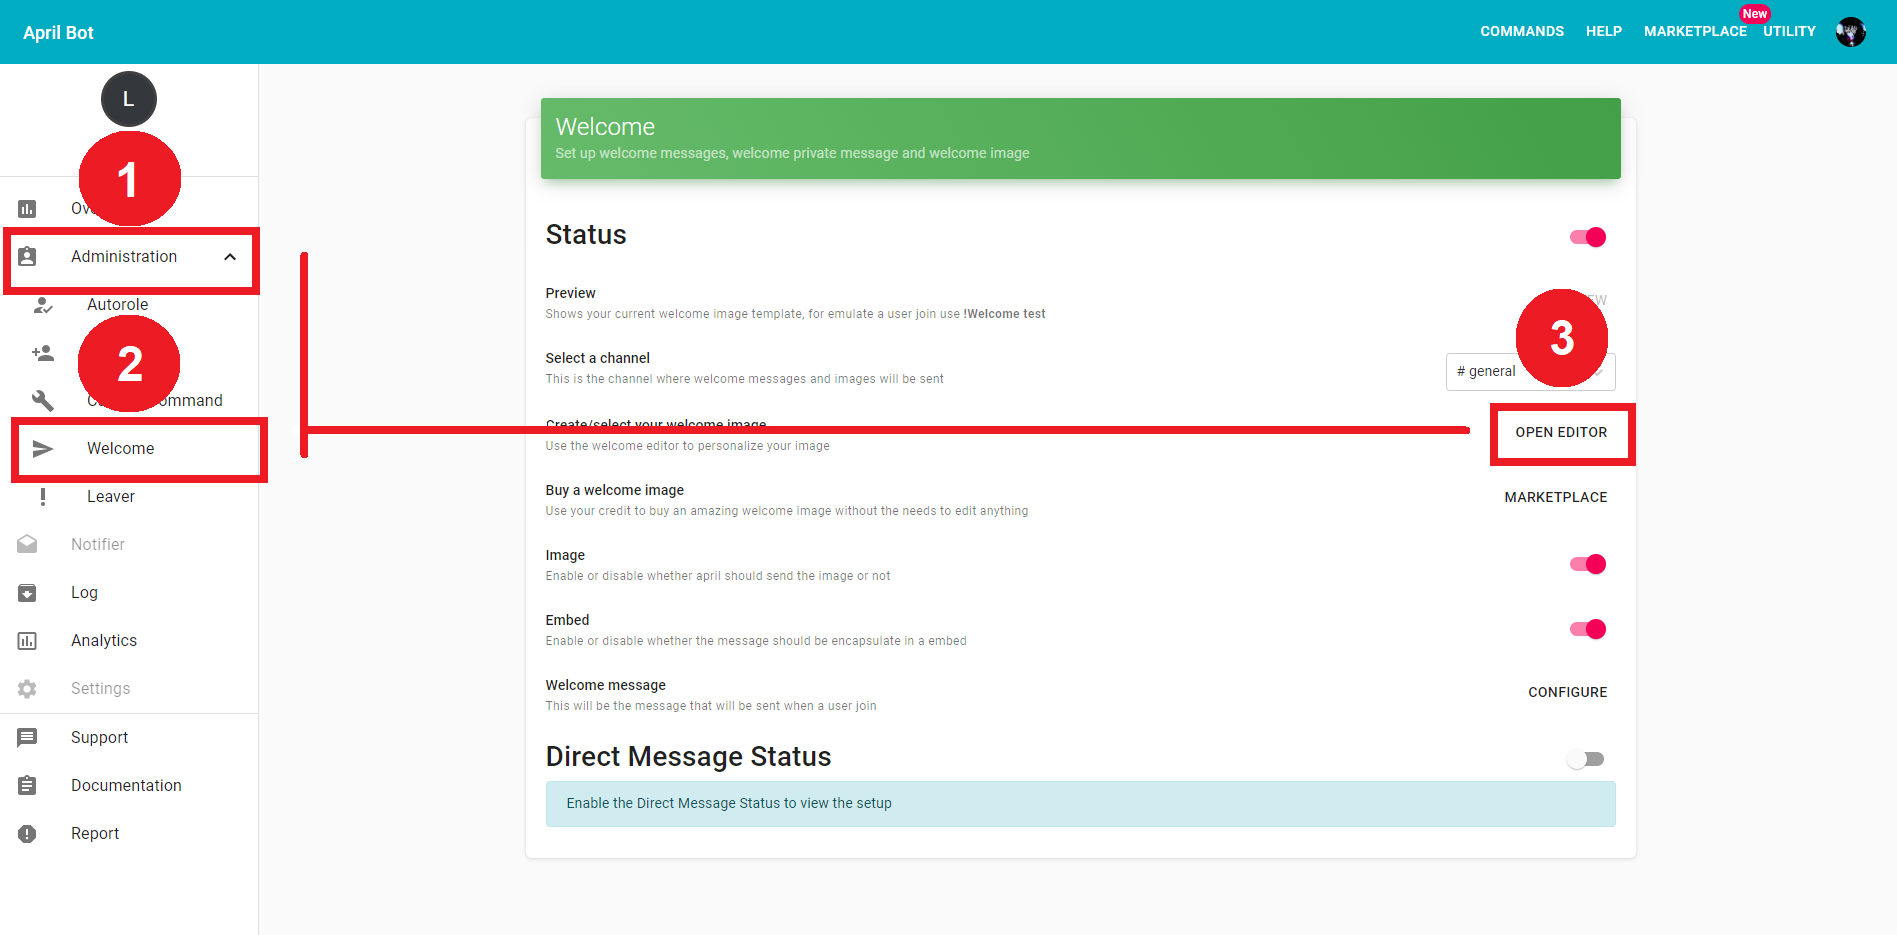 April Bot
COMMANDS HELP MARKETPLACE New UTILITY
L
1
Administration
Autorole
2
Welcome
Leaver
Notifier
Log
Analytics
Settings
Support
Documentation
Report
Welcome
Set up welcome messages, welcome private message and welcome image
Status
Preview
Shows your current welcome image template, for emulate a user join use !Welcome test
3
Select a channel
This is the channel where welcome messages and images will be sent
# general
Create/select your welcome image
Use the welcome editor to personalize your image
OPEN EDITOR
Buy a welcome image
Use your credit to buy an amazing welcome image without the needs to edit anything
MARKETPLACE
Image
Enable or disable whether april should send the image or not
Embed
Enable or disable whether the message should be encapsulate in a embed
Welcome message
This will be the message that will be sent when a user join
CONFIGURE
Direct Message Status
Enable the Direct Message Status to view the setup